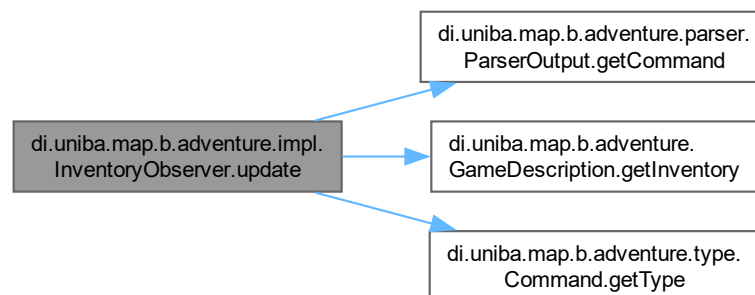 di.uniba.map.b.adventure.parser.
ParserOutput.getCommand
di.uniba.map.b.adventure.impl.
InventoryObserver.update
di.uniba.map.b.adventure.
GameDescription.getInventory
di.uniba.map.b.adventure.type.
Command.getType